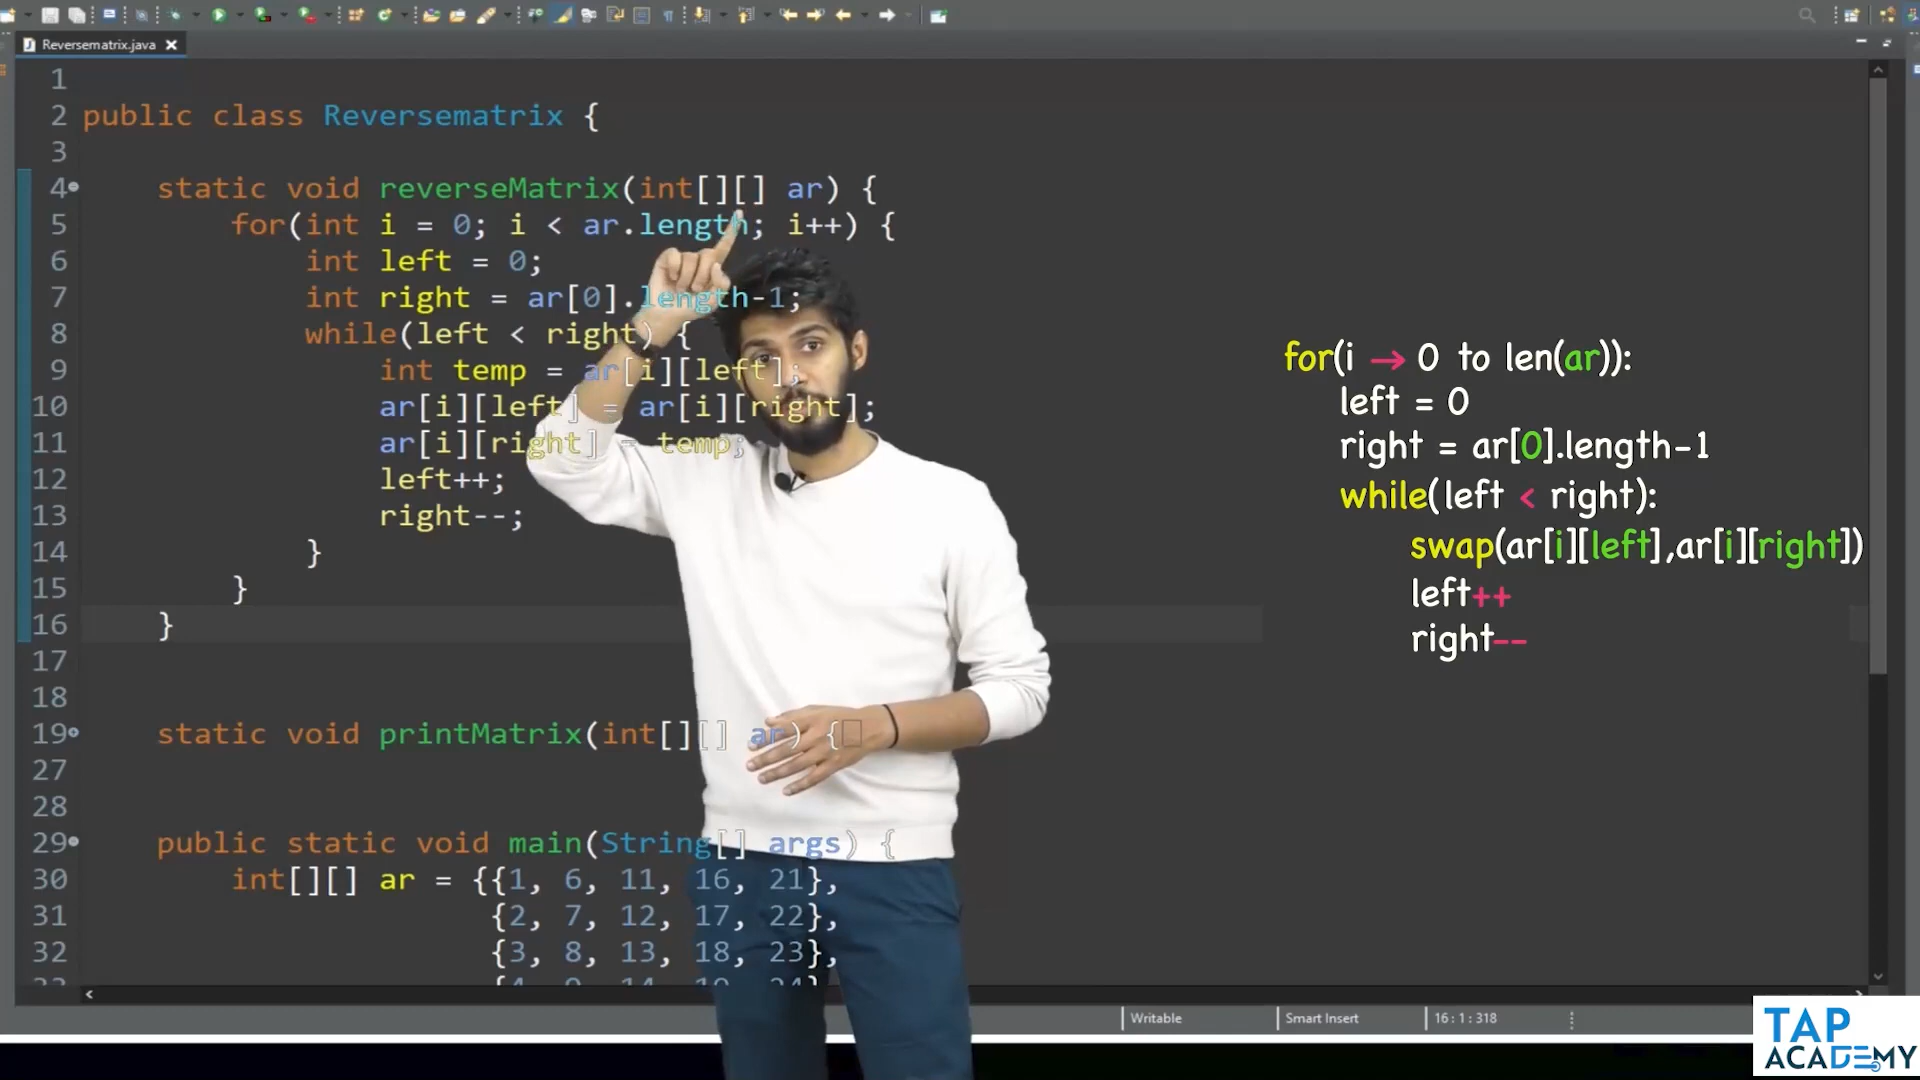 Reversematrix.java
1
2 public class Reversematrix {
3
4 static void reverseMatrix(int[][] ar) {
5 for(int i = 0; i < ar.length; i++) {
6 int left = 0;
7 int right = ar[0].length-1;
8 while(left < right) {
9 int temp = ar[i][left];
10 ar[i][left] = ar[i][right];
11 ar[i][right] = temp;
12 left++;
13 right--;
14 }
15 }
16 }
17
18
19 static void printMatrix(int[][] ar) {
27
28
29 public static void main(String[] args) {
30 int[][] ar = {{1, 6, 11, 16, 21},
31 {2, 7, 12, 17, 22},
32 {3, 8, 13, 18, 23},
for(i → 0 to len(ar)):
left = 0
right = ar[0].length-1
while(left < right):
swap(ar[i][left],ar[i][right])
left++
right--
Writable
Smart Insert
16 : 1 : 318
TAP
ACADEMY